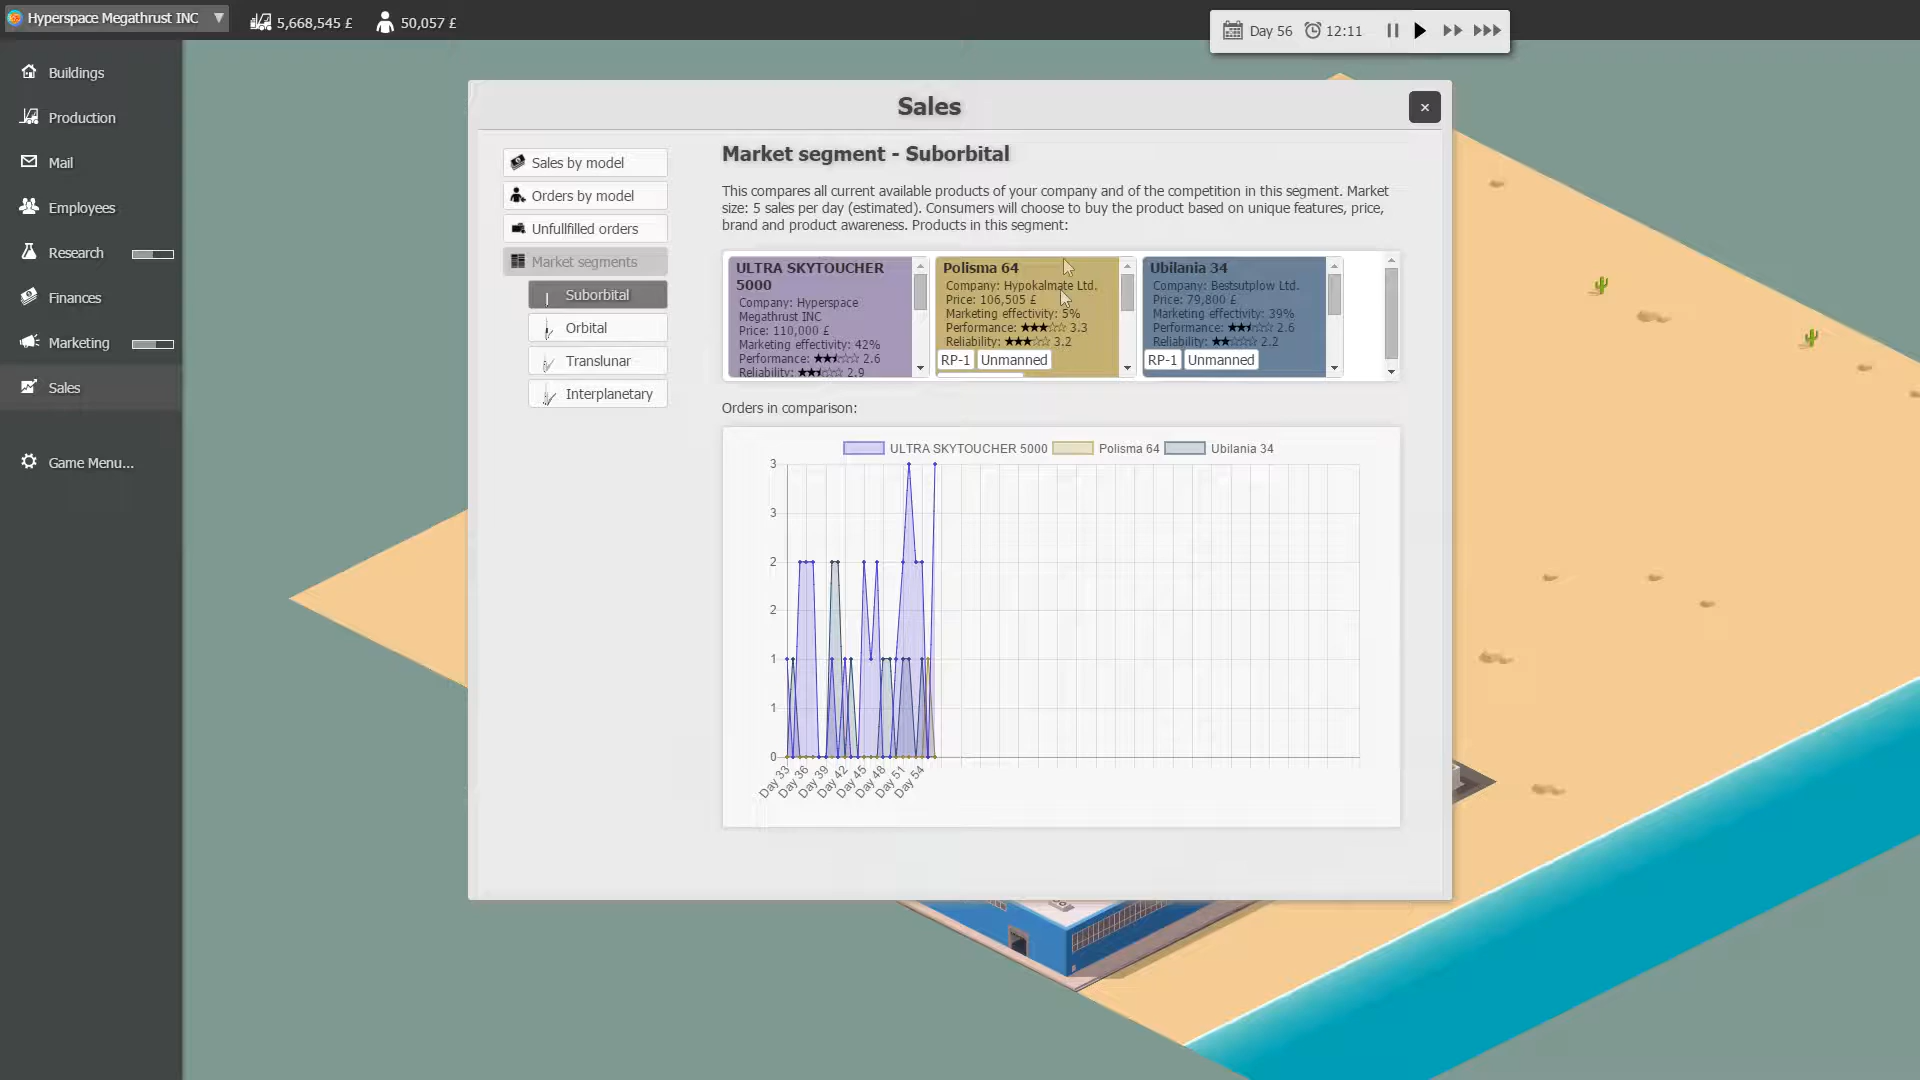 Hyperspace Megathrust INC
5,668,545 £
50,057 £
Day 56
12:11
Buildings
Production
Mail
Employees
Research
Finances
Marketing
Sales
Game Menu...
Sales
×
Sales by model
Orders by model
Unfullfilled orders
Market segments
Suborbital
Orbital
Translunar
Interplanetary
Market segment - Suborbital
This compares all current available products of your company and of the competition in this segment. Market
size: 5 sales per day (estimated). Consumers will choose to buy the product based on unique features, price,
brand and product awareness. Products in this segment:
ULTRA SKYTOUCHER
5000
Company: Hyperspace
Megathrust INC
Price: 110,000 £
Marketing effectivity: 42%
Performance: ★★★☆☆ 2.6
Reliability: ★★★☆☆ 2.9
Polisma 64
Company: Hypokalmate Ltd.
Price: 106,505 £
Marketing effectivity: 5%
Performance: ★★★☆☆ 3.3
Reliability: ★★★☆☆ 3.2
RP-1 Unmanned
Ubilania 34
Company: Bestsutplow Ltd.
Price: 79,800 £
Marketing effectivity: 39%
Performance: ★★★☆☆ 2.6
Reliability: ★★☆☆☆ 2.2
RP-1 Unmanned
Orders in comparison:
ULTRA SKYTOUCHER 5000 Polisma 64 Ubilania 34
3
3
2
2
1
1
0
Day 33
Day 36
Day 39
Day 42
Day 45
Day 48
Day 51
Day 54